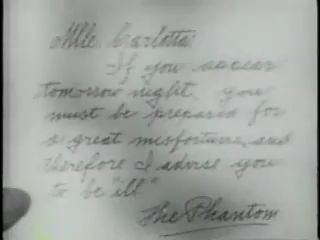 Mlle. Carlotta:
If you appear
tomorrow night, you
must be prepared for
a great misfortune, and
therefore I advise you
to be "ill"
The Phantom